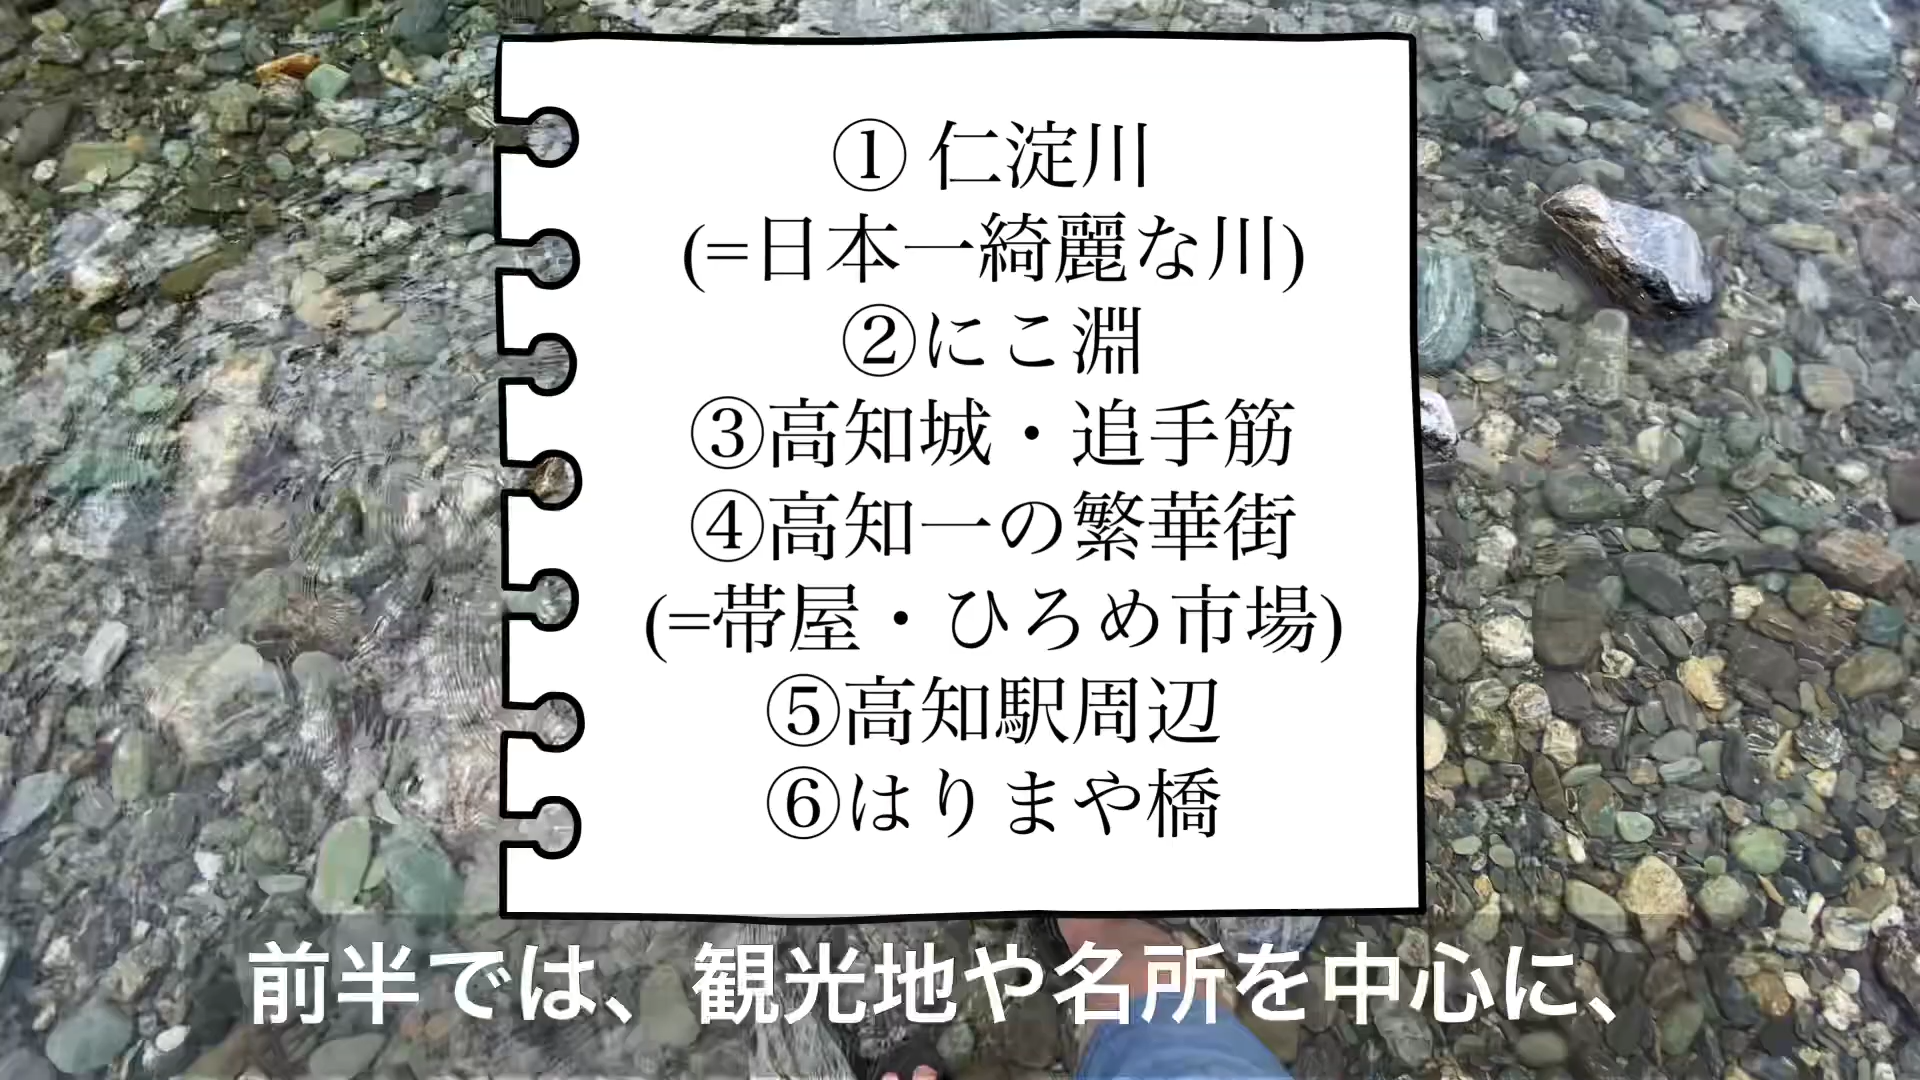 ① 仁淀川
(=日本一綺麗な川)
②にこ淵
③高知城・追手筋
④高知一の繁華街
(=帯屋・ひろめ市場)
⑤高知駅周辺
⑥はりまや橋
前半では、観光地や名所を中心に、